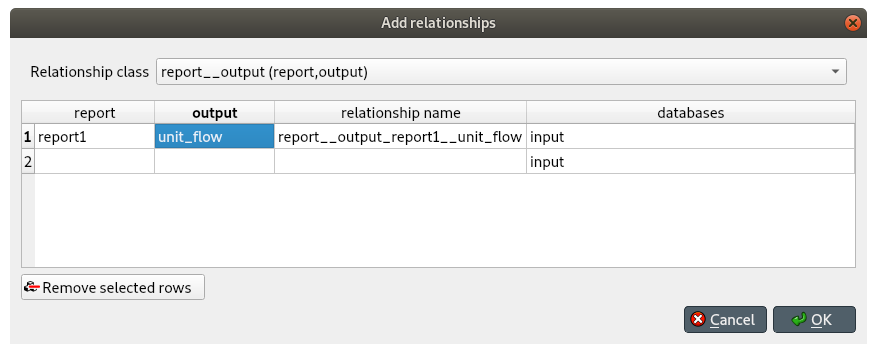 Add relationships
Relationship class report__output (report,output)
report output relationship name databases
1 report1 unit_flow report__output_report1__unit_flow input
2 input
Remove selected rows
Cancel OK